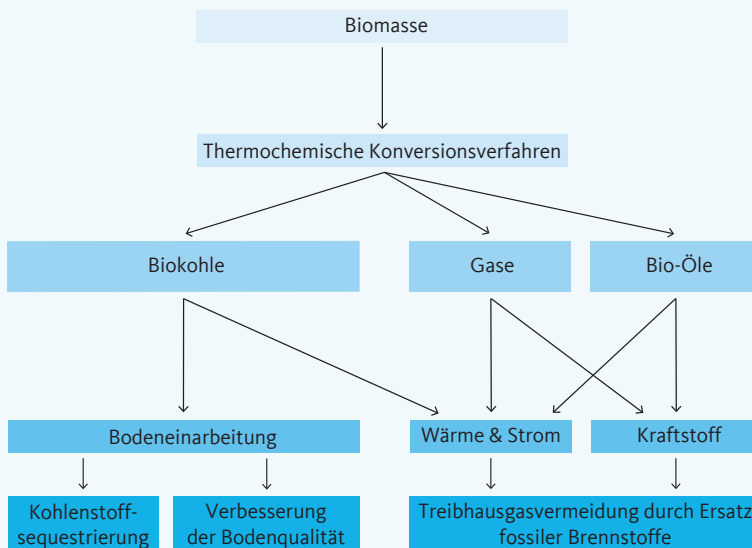 Biomasse
Thermochemische Konversionsverfahren
Biokohle
Gase
Bio-Öle
Bodeneinarbeitung
Wärme & Strom
Kraftstoff
Kohlenstoff-
sequestrierung
Verbesserung
der Bodenqualität
Treibhausgasvermeidung durch Ersatz
fossiler Brennstoffe